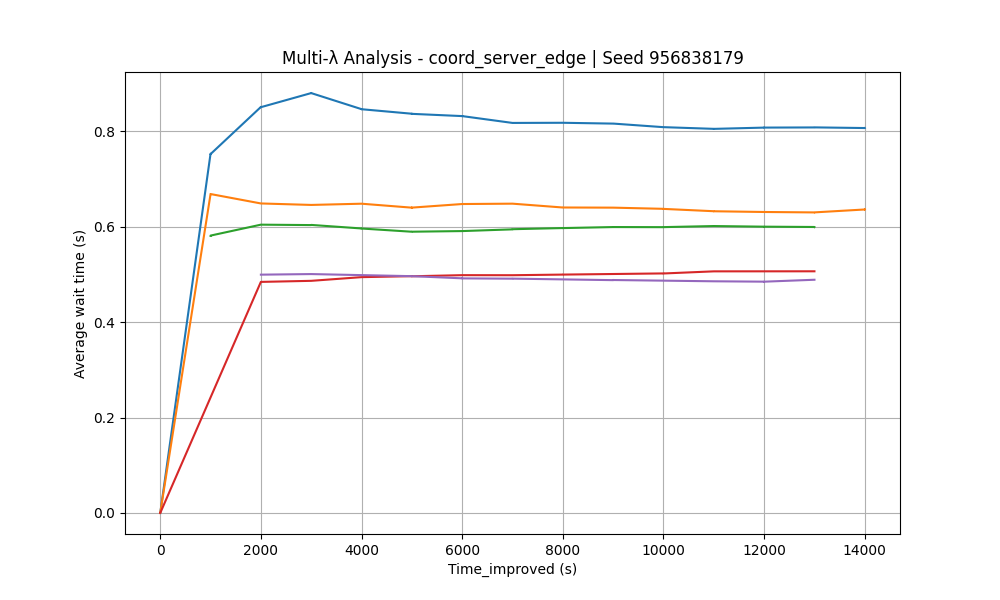 Multi-λ Analysis - coord_server_edge | Seed 956838179
Average wait time (s)
0.8
0.6
0.4
0.2
0.0
0 2000 4000 6000 8000 10000 12000 14000
Time_improved (s)